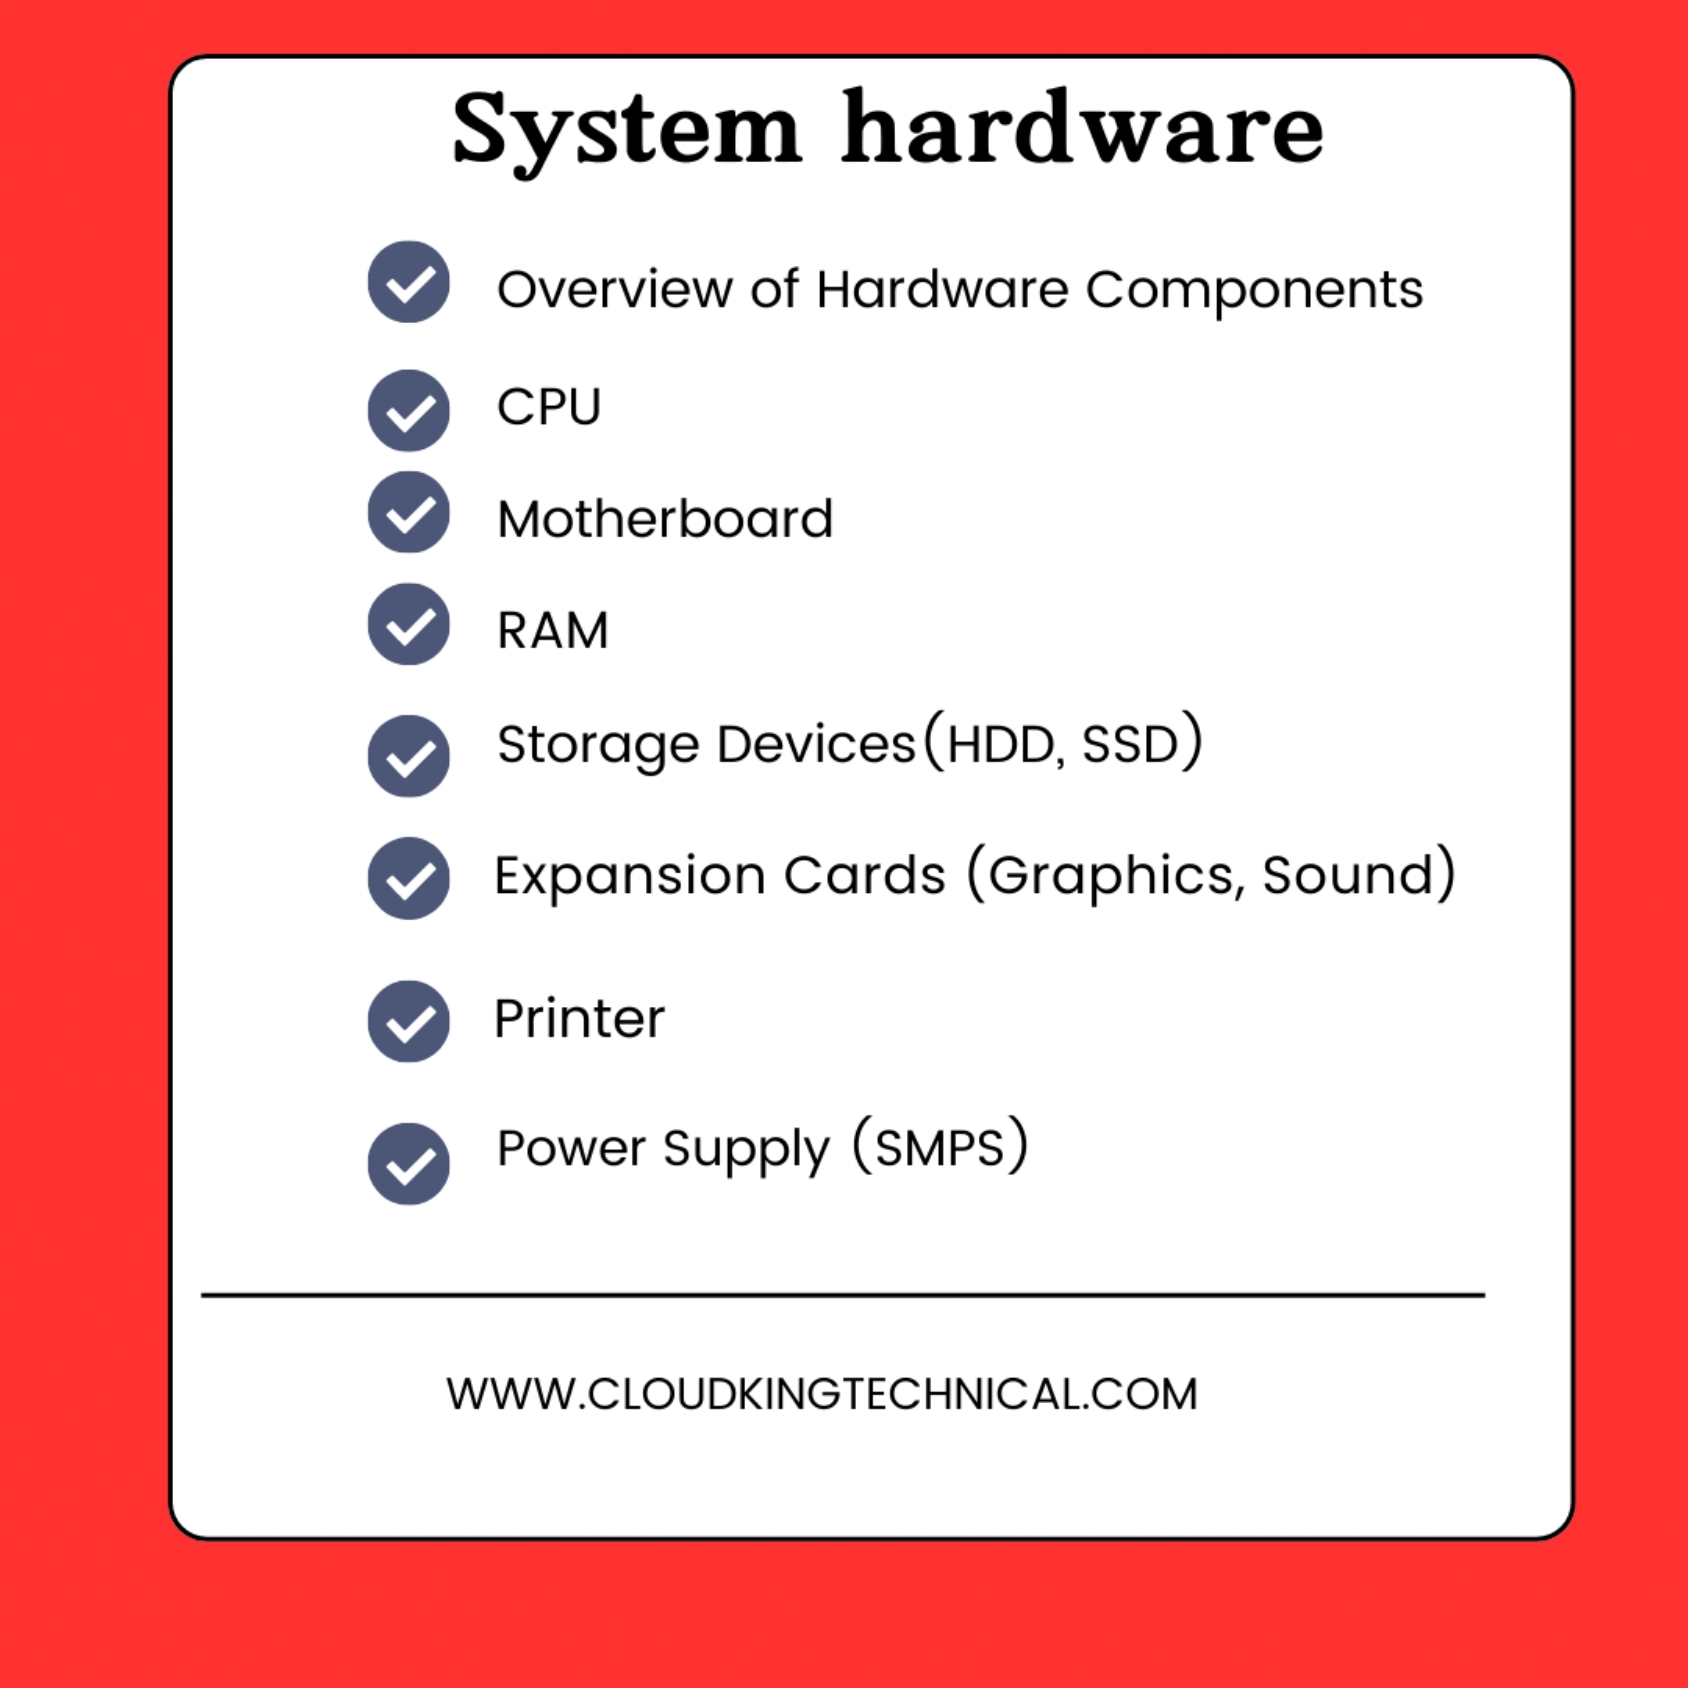 System hardware
Overview of Hardware Components
CPU
Motherboard
RAM
Storage Devices(HDD, SSD)
Expansion Cards (Graphics, Sound)
Printer
Power Supply (SMPS)
WWW.CLOUDKINGTECHNICAL.COM